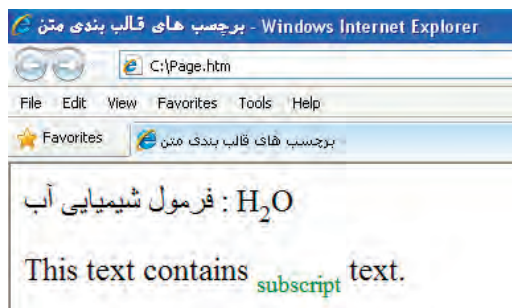 برچسب های قالب بندی متن - Windows Internet Explorer
C:\Page.htm
File Edit View Favorites Tools Help
Favorites برچسب های قالب بندی متن
فرمول شیمیایی آب : H₂O
This text contains subscript text.